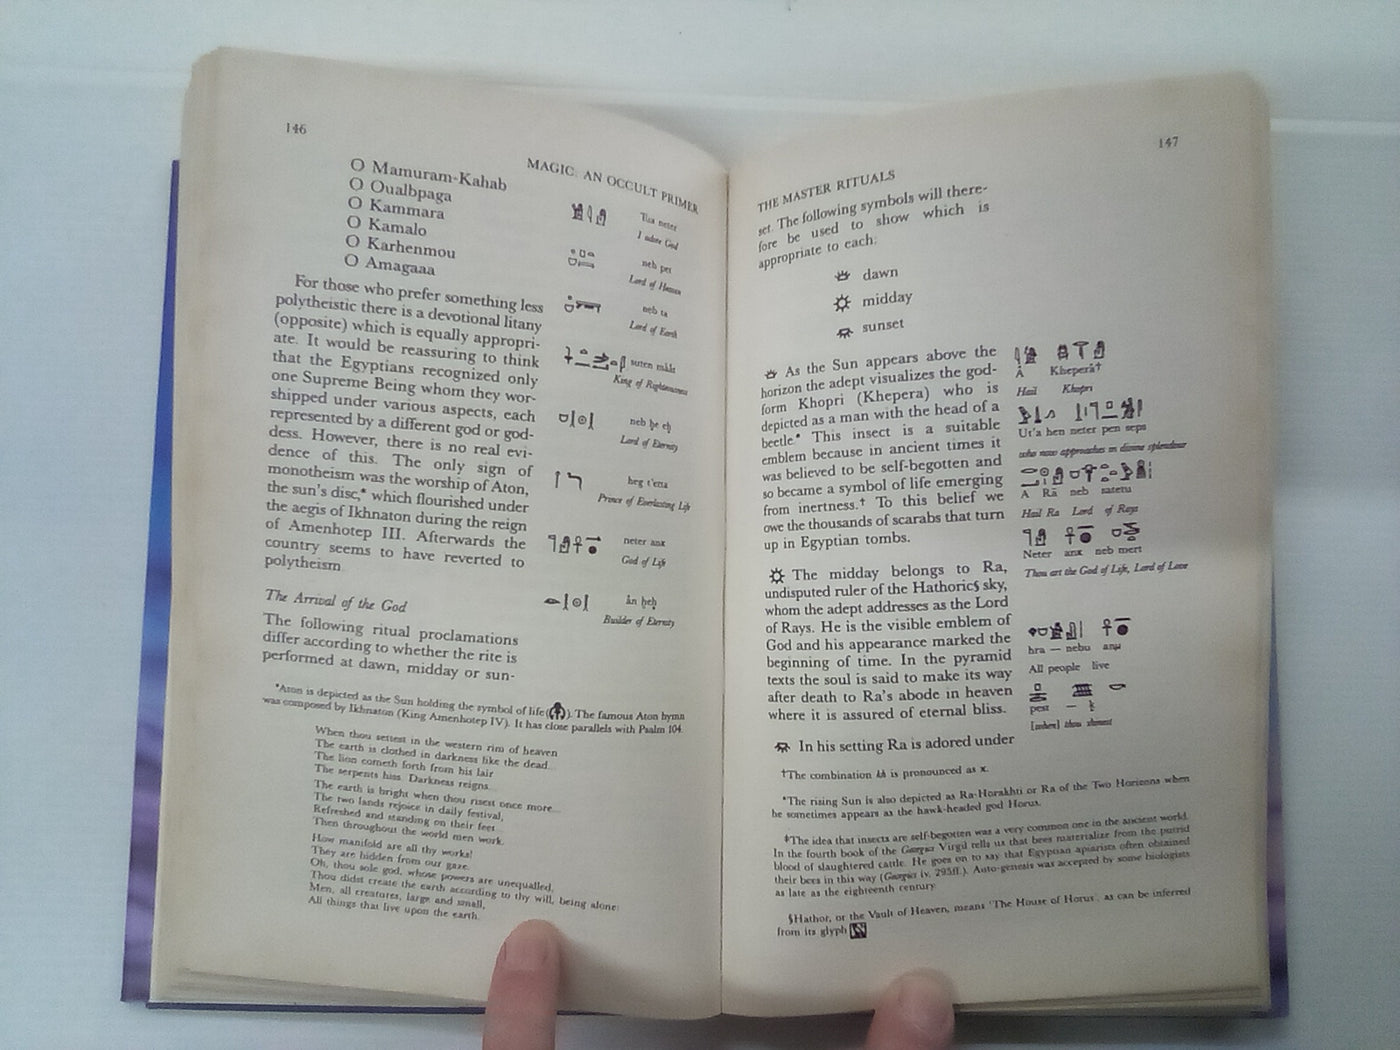 146
MAGIC: AN OCCULT PRIMER
O Mamuram-Kahab
O Oualbpaga
O Kammara
O Kamalo
O Karhenmou
O Amagaaa
For those who prefer something less
polytheistic there is a devotional litany
(opposite) which is equally appropri-
ate. It would be reassuring to think
that the Egyptians recognized only
one Supreme Being whom they wor-
shipped under various aspects, each
represented by a different god or god-
dess. However, there is no real evi-
dence of this. The only sign of
monotheism was the worship of Aton,
the sun's disc,* which flourished under
the aegis of Ikhnaton during the reign
of Amenhotep III. Afterwards the
country seems to have reverted to
polytheism
The Arrival of the God
The following ritual proclamations
differ according to whether the rite is
performed at dawn, midday or sun-
neter
I adore God
neb pet
Lord of Heaven
neb ta
Lord of Earth
suten māāt
King of Righteousness
neb ḥe eḥ
Lord of Eternity
heg t'etta
Prince of Everlasting Life
neter anx
God of Life
ån ḥeḥ
Builder of Eternity
*Aton is depicted as the Sun holding the symbol of life ( ). The famous Aton hymn
was composed by Ikhnaton (King Amenhotep IV). It has close parallels with Psalm 104.
When thou settest in the western rim of heaven
The earth is clothed in darkness like the dead...
The lion cometh forth from his lair
The serpents hiss. Darkness reigns.
The earth is bright when thou risest once more...
The two lands rejoice in daily festival,
Refreshed and standing on their feet
Then throughout the world men work.
How manifold are all thy works!
They are hidden from our gaze.
Oh, thou sole god, whose powers are unequalled,
Thou didst create the earth according to thy will, being alone:
Men, all creatures, large and small,
All things that live upon the earth.
147
THE MASTER RITUALS
set. The following symbols will there-
fore be used to show which is
appropriate to each:
dawn
midday
sunset
As the Sun appears above the
horizon the adept visualizes the god-
form Khopri (Khepera) who is
depicted as a man with the head of a
beetle.* This insect is a suitable
emblem because in ancient times it
was believed to be self-begotten and
so became a symbol of life emerging
from inertness.† To this belief we
owe the thousands of scarabs that turn
up in Egyptian tombs.
The midday belongs to Ra,
undisputed ruler of the Hathoric§ sky,
whom the adept addresses as the Lord
of Rays. He is the visible emblem of
God and his appearance marked the
beginning of time. In the pyramid
texts the soul is said to make its way
after death to Ra's abode in heaven
where it is assured of eternal bliss.
In his setting Ra is adored under
Å Kheperå†
Hail Khopri
Ut'a hen neter pen seps
who now approaches in divine splendour
A Rā neb satetu
Hail Ra Lord of Rays
Neter anx neb mert
Thou art the God of Life, Lord of Love
hra — nebu anx
All people live
pest — k
[when] thou shinest
†The combination kh is pronounced as x.
*The rising Sun is also depicted as Ra-Horakhti or Ra of the Two Horizons when
he sometimes appears as the hawk-headed god Horus.
‡The idea that insects are self-begotten was a very common one in the ancient world.
In the fourth book of the Georgics Virgil tells us that bees materialize from the putrid
blood of slaughtered cattle. He goes on to say that Egyptian apiarists often obtained
their bees in this way (Georgics iv. 295ff.). Auto-genesis was accepted by some biologists
as late as the eighteenth century.
§Hathor, or the Vault of Heaven, means 'The House of Horus', as can be inferred
from its glyph